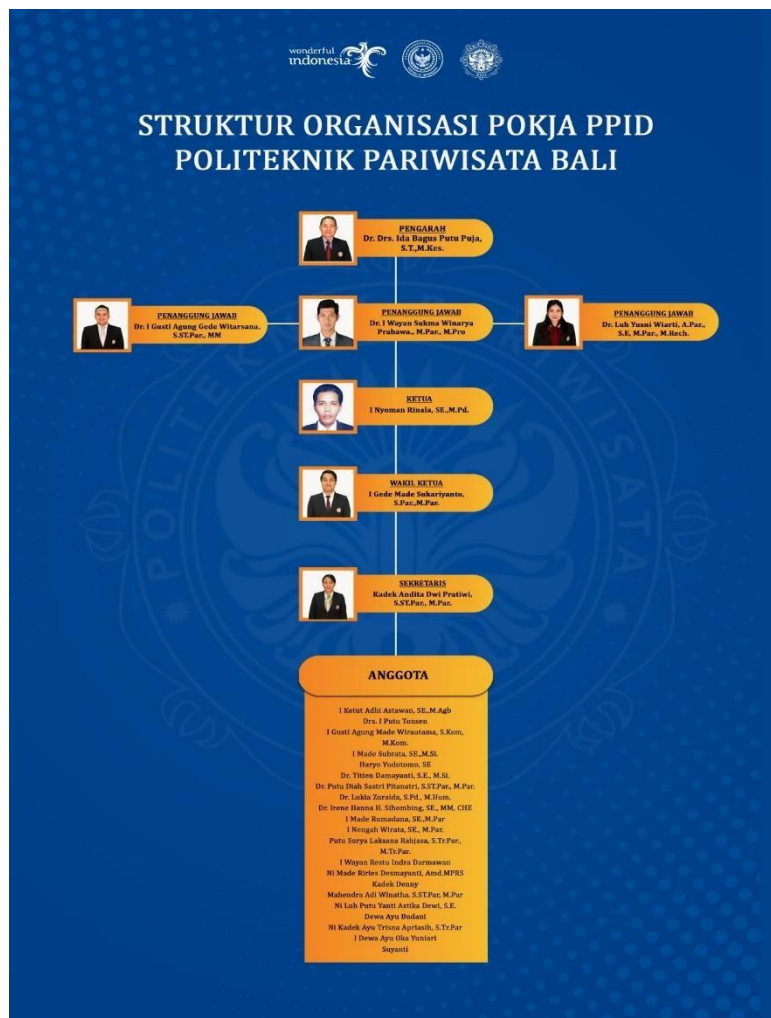 wonderful
indonesia
STRUKTUR ORGANISASI POKJA PPID
POLITEKNIK PARIWISATA BALI
PENGARAH
Dr. Drs. Ida Bagus Putu Puja,
S.T.,M.Kes.
PENANGGUNG JAWAB
Dr. I Gusti Agung Gede Witarsana,
S.ST.Par., MM
PENANGGUNG JAWAB
Dr. I Wayan Sukma Winarya
Prabawa., M.Par., M.Pro
PENANGGUNG JAWAB
Dr. Luh Yusni Wiarti, A.Par.,
S.E, M.Par., M.Rech.
KETUA
I Nyoman Rinala, SE.,M.Pd.
WAKIL KETUA
I Gede Made Sukariyanto,
S.Par.,M.Par.
SEKRETARIS
Kadek Andita Dwi Pratiwi,
S.ST.Par., M.Par.
ANGGOTA
I Ketut Adhi Astawan, SE.,M.Agb
Drs. I Putu Tonsen
I Gusti Agung Made Wirautama, S.Kom,
M.Kom.
I Made Subrata, SE.,M.Si.
Haryo Yudotomo, SE
Dr. Titien Damayanti, S.E., M.Si.
Dr. Putu Diah Sastri Pitanatri, S.ST.Par., M.Par.
Dr. Lukia Zuraida, S.Pd., M.Hum.
Dr. Irene Hanna H. Sihombing, SE., MM, CHE
I Made Rumadana, SE.,M.Par
I Nengah Wirata, SE., M.Par.
Putu Surya Laksana Rahjasa, S.Tr.Par.,
M.Tr.Par.
I Wayan Restu Indra Darmawan
Ni Made Riries Desmayanti, Amd.MPRS
Kadek Denny
Mahendra Adi Winatha. S.ST.Par, M.Par
Ni Luh Putu Yanti Astika Dewi, S.E.
Dewa Ayu Budani
Ni Kadek Ayu Trisna Apriasih, S.Tr.Par
I Dewa Ayu Oka Yuniari
Suyanti
POLITEKNIK PARIWISATA